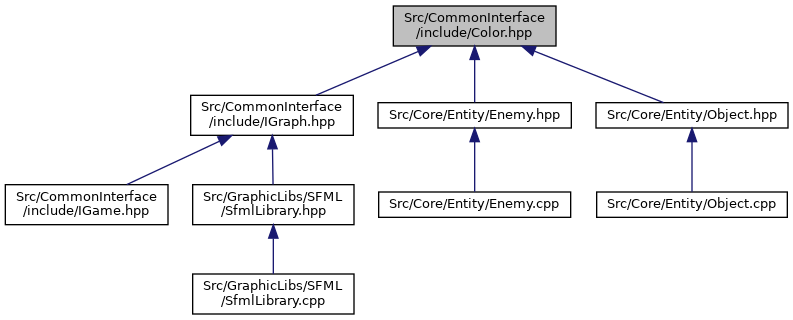 Src/CommonInterface
/include/Color.hpp
Src/CommonInterface
/include/IGraph.hpp
Src/Core/Entity/Enemy.hpp
Src/Core/Entity/Object.hpp
Src/CommonInterface
/include/IGame.hpp
Src/GraphicLibs/SFML
/SfmlLibrary.hpp
Src/Core/Entity/Enemy.cpp
Src/Core/Entity/Object.cpp
Src/GraphicLibs/SFML
/SfmlLibrary.cpp